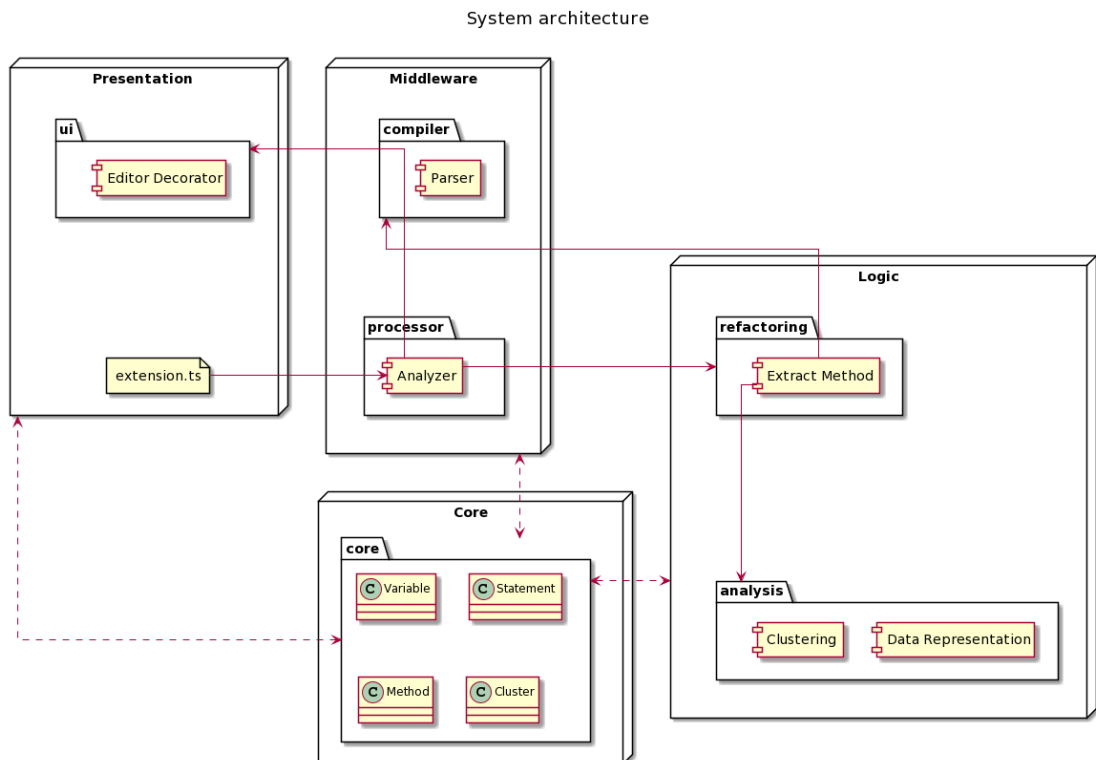 System architecture
Presentation
ui
Editor Decorator
extension.ts
Middleware
compiler
Parser
processor
Analyzer
Logic
refactoring
Extract Method
analysis
Clustering
Data Representation
Core
core
C Variable
C Statement
C Method
C Cluster